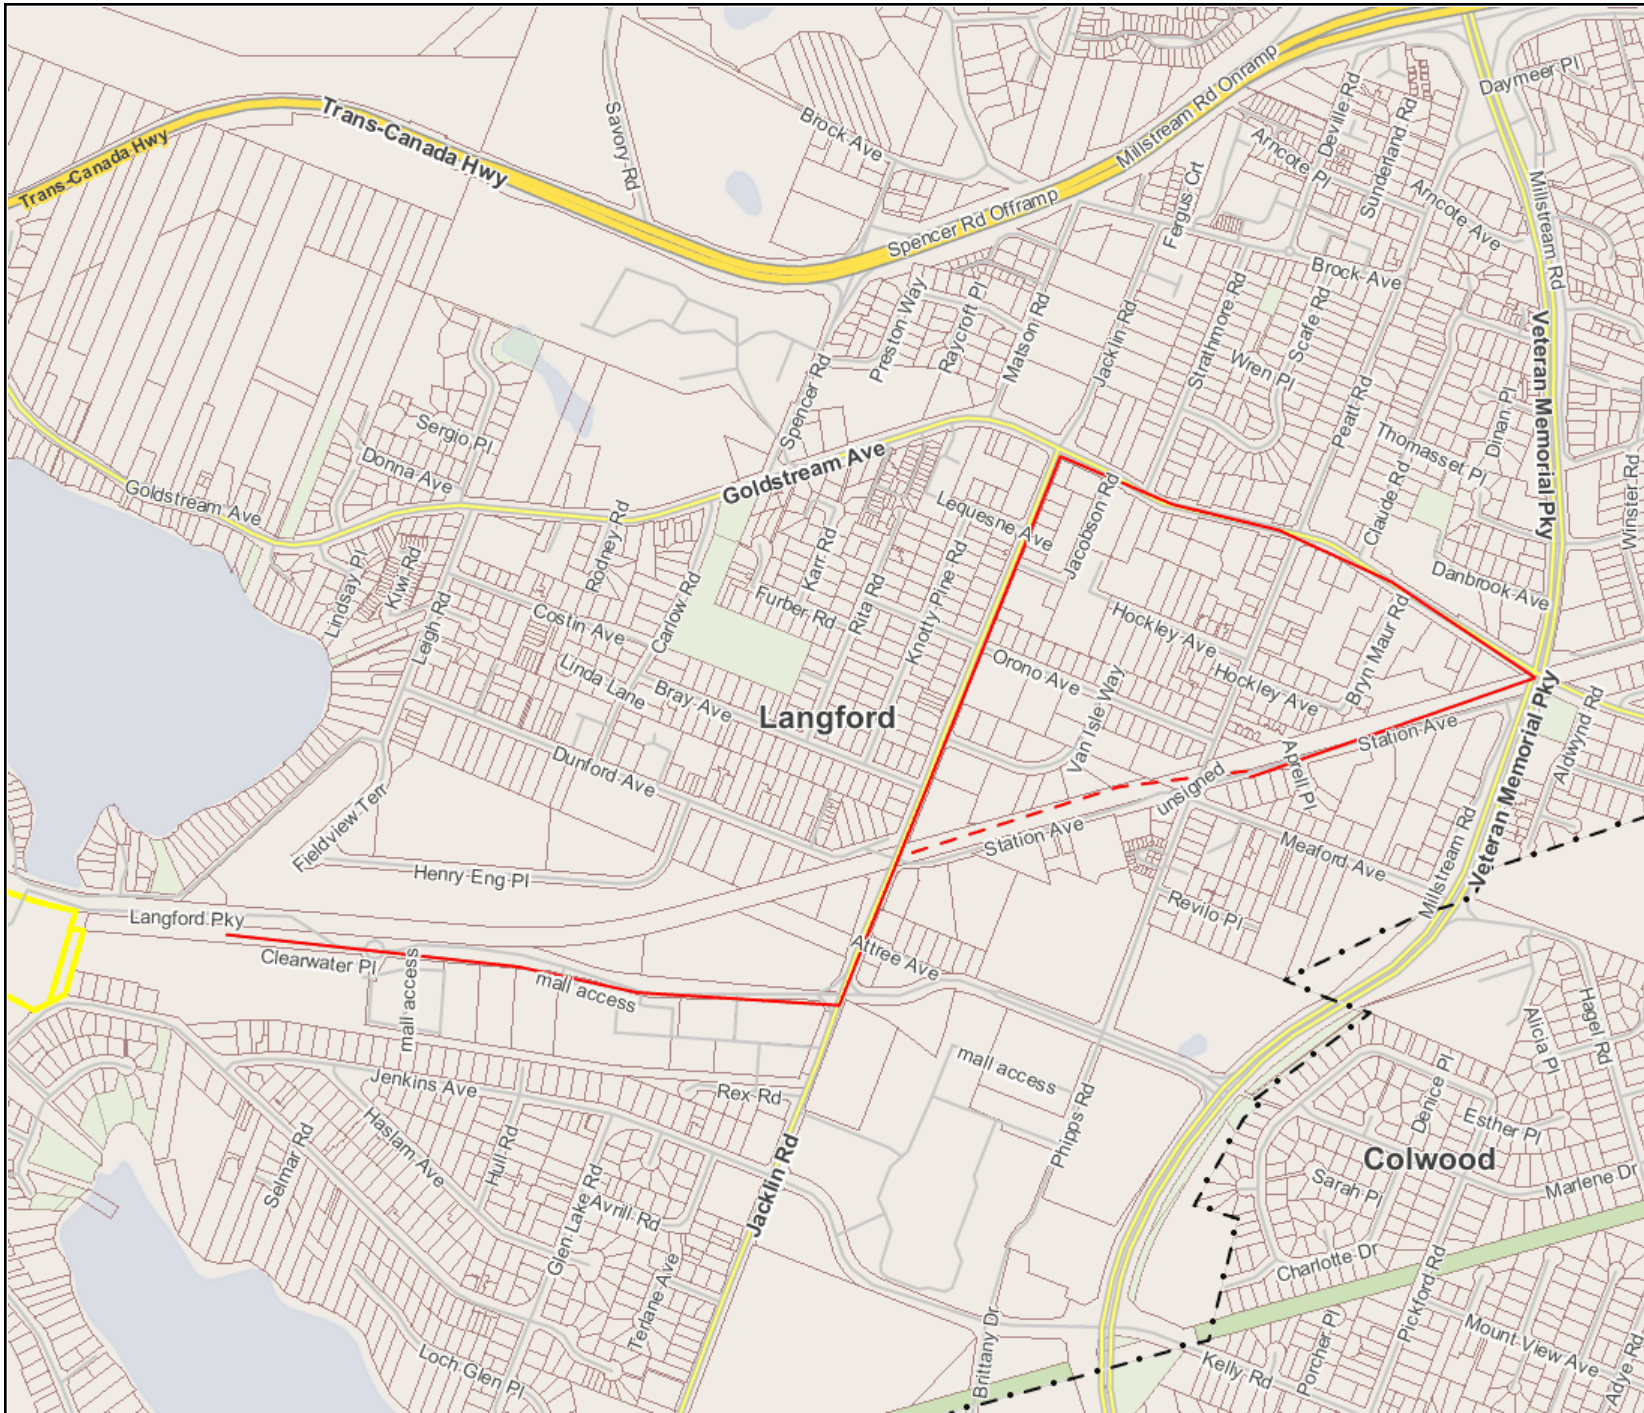 Daymeer Pl
Trans-Canada Hwy
Trans-Canada Hwy
Savory Rd
Brock Ave
Millstream Rd Onramp
Deville Rd
Sunderland Rd
Arncote Pl
Arncote Ave
Millstream Rd
Spencer Rd Offramp
Fergus Crt
Brock Ave
Preston Way
Raycroft Pl
Matson Rd
Jacklin Rd
Strathmore Rd
Scafe Rd
Wren Pl
Veteran Memorial Pky
Spencer Rd
Peatt Rd
Dinan Pl
Sergio Pl
Donna Ave
Goldstream Ave
Goldstream Ave
Thomasset Pl
Claude Rd
Winster Rd
Lequesne Ave
Jacobson Rd
Rodney Rd
Karr Rd
Knotty Pine Rd
Danbrook Ave
Lindsay Pl
Kiwi Rd
Leigh Rd
Costin Ave
Carlow Rd
Furber Rd
Rita Rd
Hockley Ave
Hockley Ave
Bryn Maur Rd
Orono Ave
Linda Lane
Bray Ave
Langford
Van Isle Way
Station Ave
Aldwynd Rd
Dunford Ave
Aprell Pl
unsigned
Station Ave
Meaford Ave
Millstream Rd
Veteran Memorial Pky
Fieldview Terr
Henry Eng Pl
Revilo Pl
Langford Pky
Clearwater Pl
mall access
mall access
Attree Ave
Hagel Rd
Alicia Pl
mall access
Jenkins Ave
Rex Rd
Denice Pl
Esther Pl
Haslam Ave
Hull Rd
Selmar Rd
Phipps Rd
Colwood
Sarah Pl
Marlene Dr
Jacklin Rd
Glen Lake Rd
Avrill Rd
Terlane Ave
Charlotte Dr
Pickford Rd
Loch Glen Pl
Brittany Dr
Kelly Rd
Porcher Pl
Mount View Ave
Adye Rd